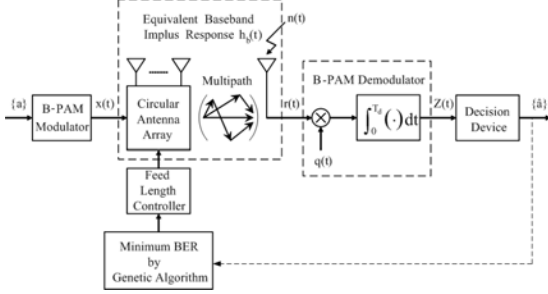 Equivalent Baseband
Implus Response h_b(t)
n(t)
Multipath
B-PAM Demodulator
{a}
B-PAM
Modulator
x(t)
Circular
Antenna
Array
r(t)
q(t)
∫_0^{T_d} (·)dt
Z(t)
Decision
Device
{â}
Feed
Length
Controller
Minimum BER
by
Genetic Algorithm